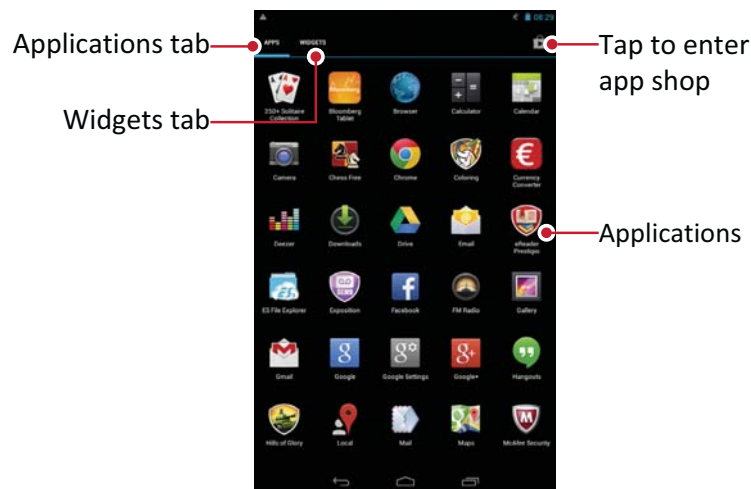 08:29
Applications tab
APPS WIDGETS
Tap to enter
app shop
Widgets tab
250+ Solitaire
Collection
Bloomberg
Tablet
Browser
Calculator
Calendar
Camera
Chess Free
Chrome
Coloring
Currency
Converter
Deezer
Downloads
Drive
Email
eReader
Prestigio
Applications
ES File Explorer
Exposition
Facebook
FM Radio
Gallery
Gmail
Google
Google Settings
Google+
Hangouts
Hills of Glory
Local
Mail
Maps
McAfee Security